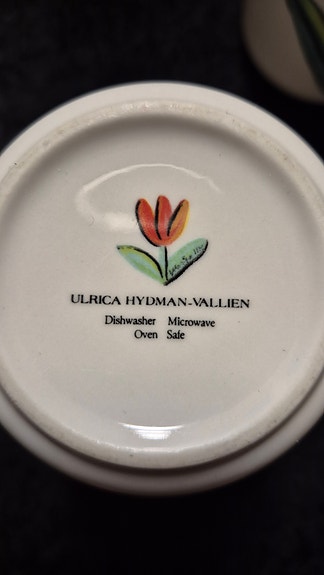 ULRICA HYDMAN-VALLIEN
Dishwasher Microwave
Oven Safe